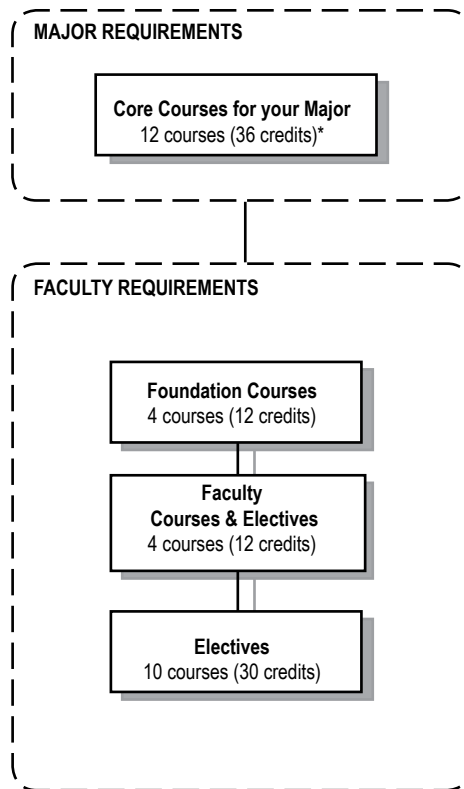 MAJOR REQUIREMENTS
Core Courses for your Major
12 courses (36 credits)*
FACULTY REQUIREMENTS
Foundation Courses
4 courses (12 credits)
Faculty
Courses & Electives
4 courses (12 credits)
Electives
10 courses (30 credits)